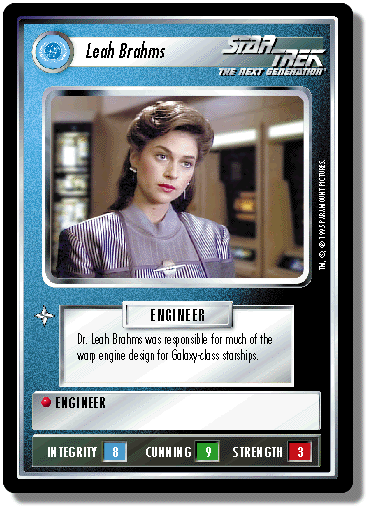 Leah Brahms
STAR TREK
THE NEXT GENERATION®
TM, ®, © 1995 PARAMOUNT PICTURES.
ENGINEER
Dr. Leah Brahms was responsible for much of the
warp engine design for Galaxy-class starships.
ENGINEER
INTEGRITY 8 CUNNING 9 STRENGTH 3